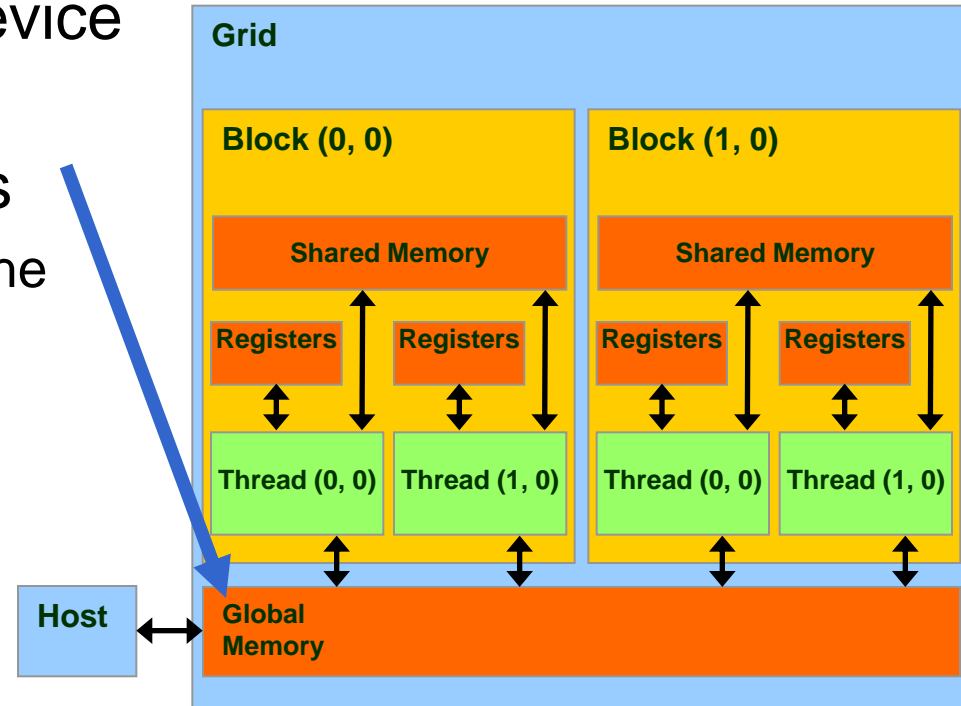 evice
s
ne
Grid
Block (0, 0)
Block (1, 0)
Shared Memory
Shared Memory
Registers
Registers
Registers
Registers
Thread (0, 0)
Thread (1, 0)
Thread (0, 0)
Thread (1, 0)
Host
Global
Memory